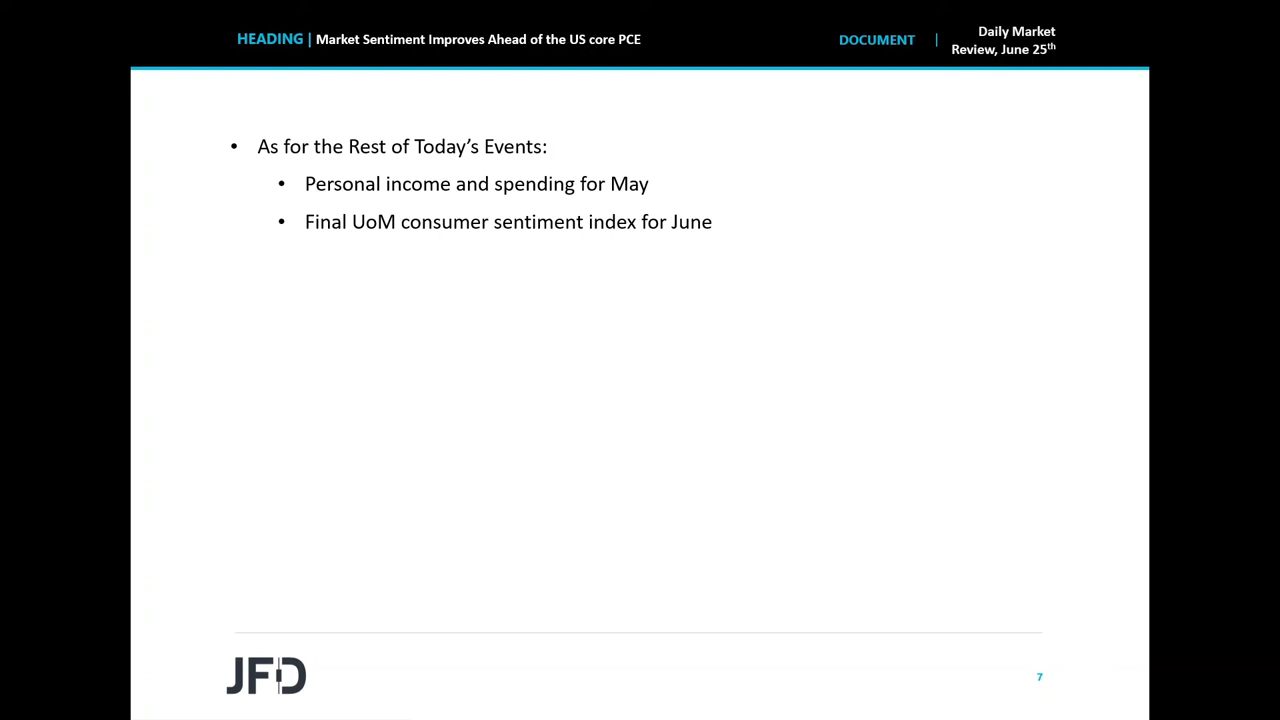 HEADING | Market Sentiment Improves Ahead of the US core PCE
DOCUMENT | Daily Market
Review, June 25th
• As for the Rest of Today’s Events:
• Personal income and spending for May
• Final UoM consumer sentiment index for June
JFD
7